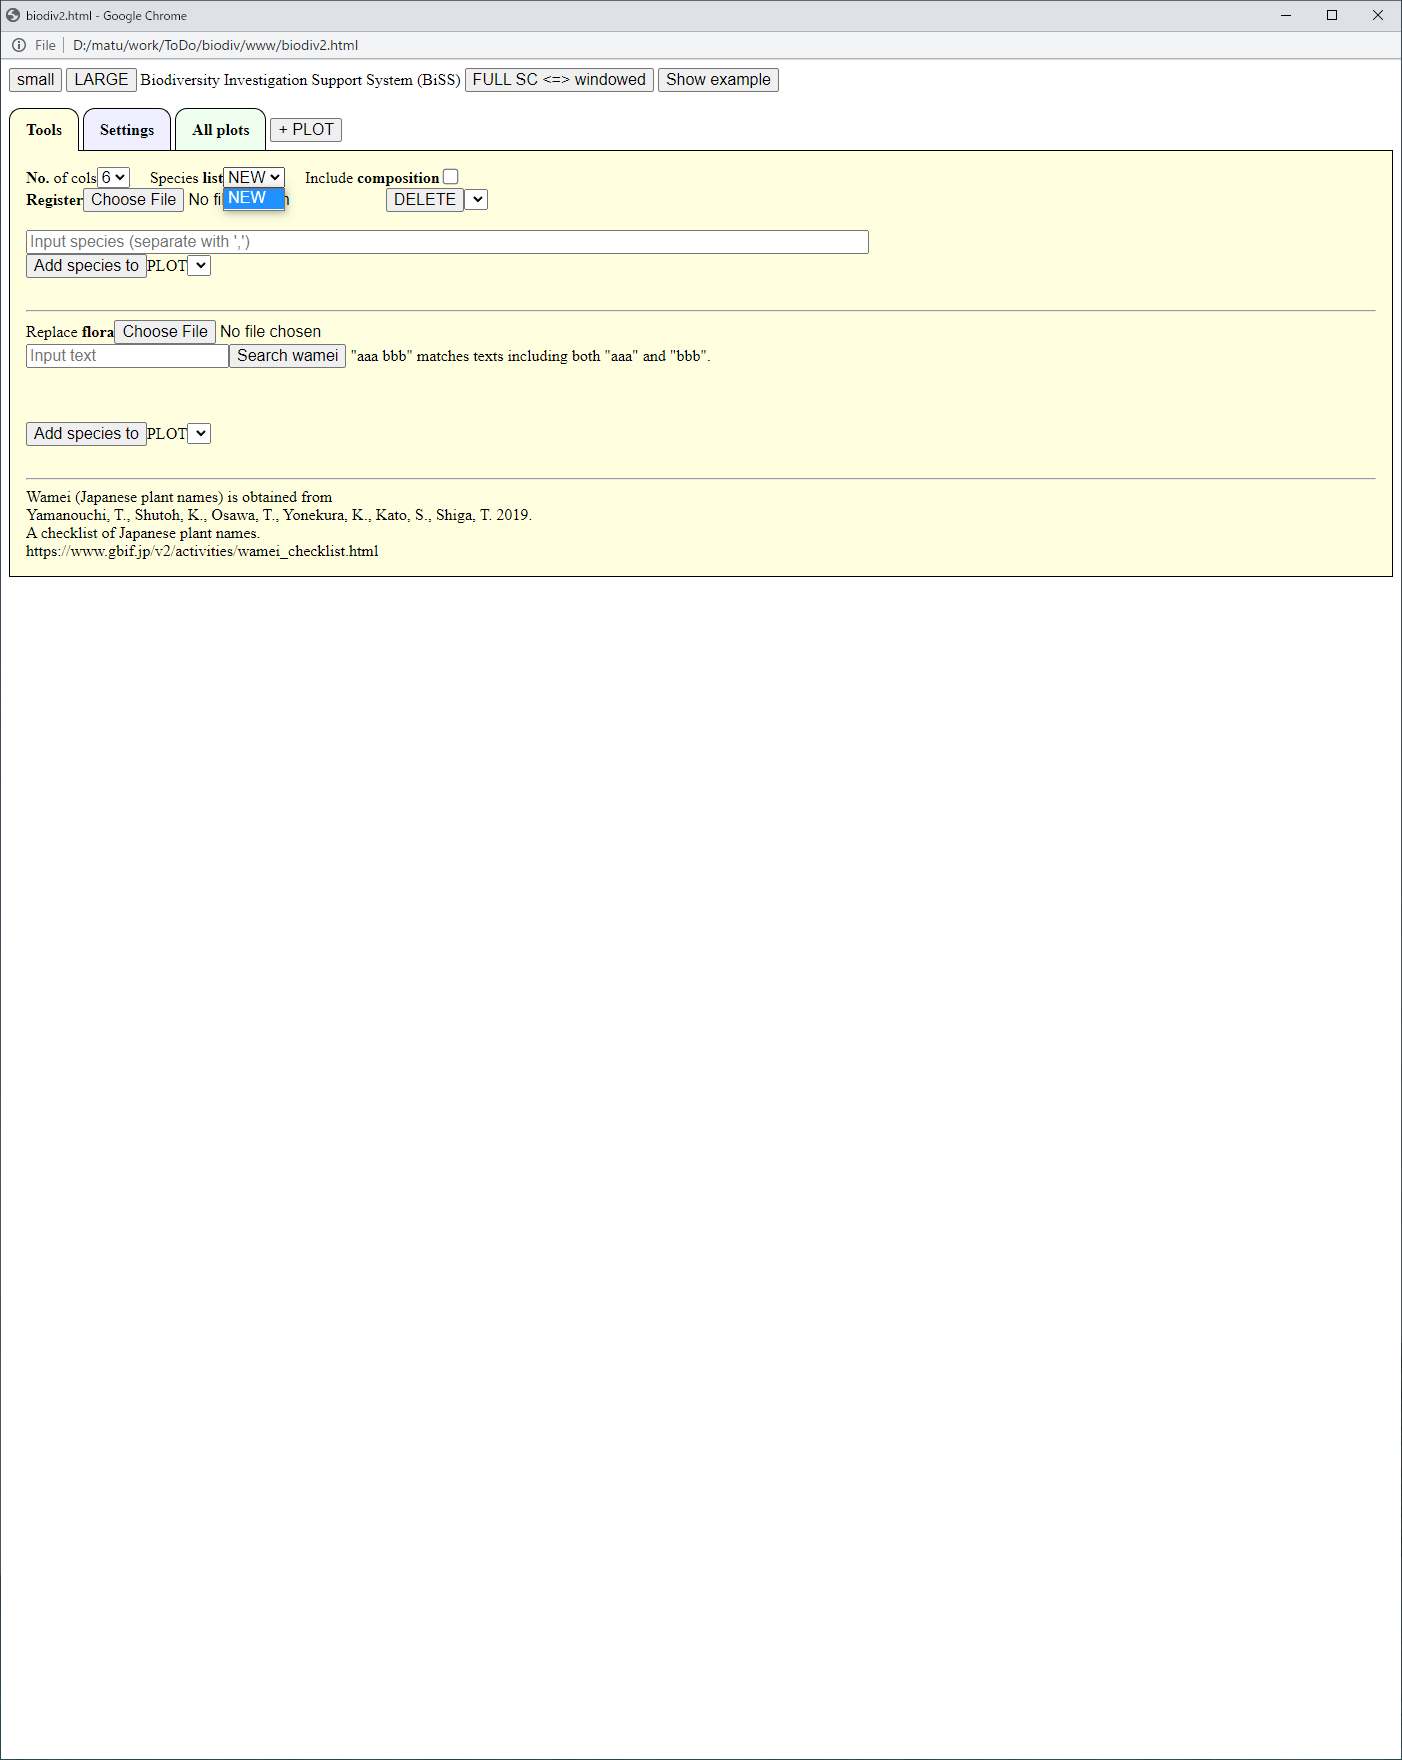 biodiv2.html - Google Chrome
File D:/matu/work/ToDo/biodiv/www/biodiv2.html
small LARGE Biodiversity Investigation Support System (BiSS) FULL SC <=> windowed Show example
Tools Settings All plots + PLOT
No. of cols 6 Species list NEW Include composition
Register Choose File No fi NEW n DELETE
Input species (separate with ',')
Add species to PLOT
Replace flora Choose File No file chosen
Input text Search wamei "aaa bbb" matches texts including both "aaa" and "bbb".
Add species to PLOT
Wamei (Japanese plant names) is obtained from
Yamanouchi, T., Shutoh, K., Osawa, T., Yonekura, K., Kato, S., Shiga, T. 2019.
A checklist of Japanese plant names.
https://www.gbif.jp/v2/activities/wamei_checklist.html